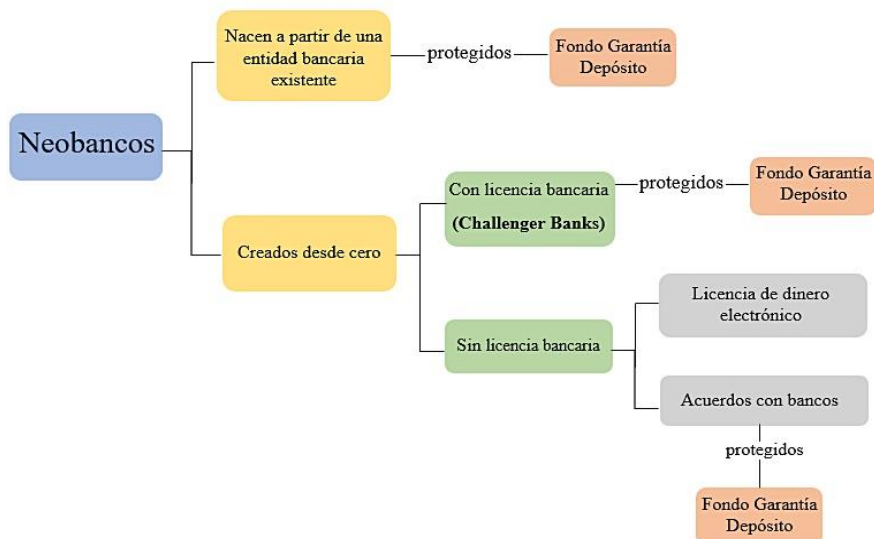 Nacen a partir de una
entidad bancaria
existente
protegidos
Fondo Garantía
Depósito
Neobancos
Creados desde cero
Con licencia bancaria
(Challenger Banks)
protegidos
Fondo Garantía
Depósito
Sin licencia bancaria
Licencia de dinero
electrónico
Acuerdos con bancos
protegidos
Fondo Garantía
Depósito